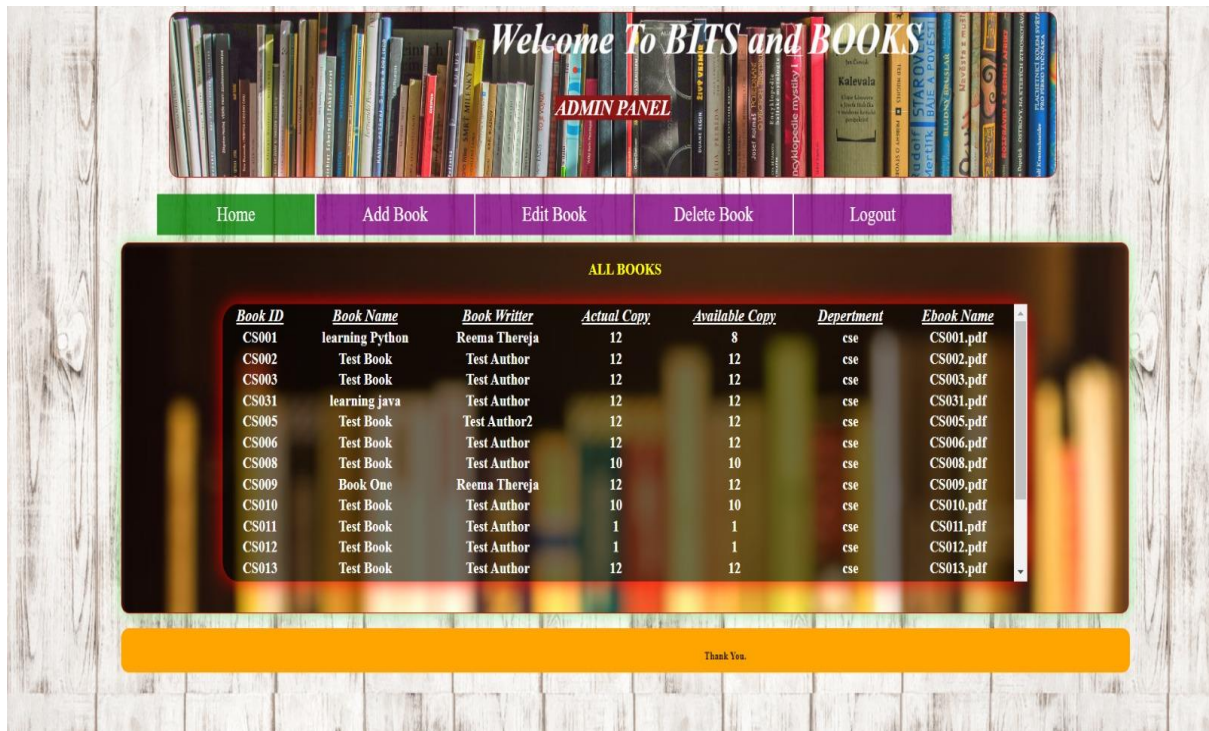 Welcome To BITS and BOOKS
ADMIN PANEL
Kalevala
Home Add Book Edit Book Delete Book Logout
ALL BOOKS
Book ID Book Name Book Writter Actual Copy Available Copy Depertment Ebook Name
CS001 learning Python Reema Thereja 12 8 cse CS001.pdf
CS002 Test Book Test Author 12 12 cse CS002.pdf
CS003 Test Book Test Author 12 12 cse CS003.pdf
CS031 learning java Test Author 12 12 cse CS031.pdf
CS005 Test Book Test Author2 12 12 cse CS005.pdf
CS006 Test Book Test Author 12 12 cse CS006.pdf
CS008 Test Book Test Author 10 10 cse CS008.pdf
CS009 Book One Reema Thereja 12 12 cse CS009.pdf
CS010 Test Book Test Author 10 10 cse CS010.pdf
CS011 Test Book Test Author 1 1 cse CS011.pdf
CS012 Test Book Test Author 1 1 cse CS012.pdf
CS013 Test Book Test Author 12 12 cse CS013.pdf
Thank You.